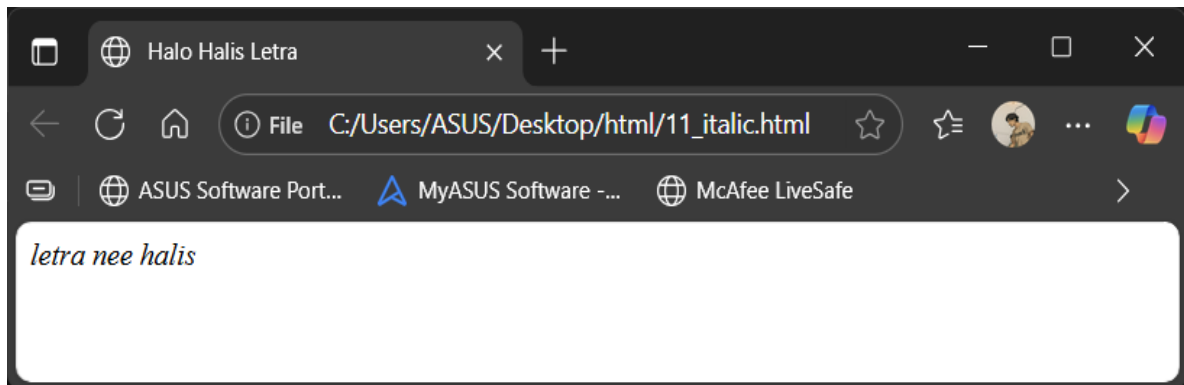 Halo Halis Letra
File C:/Users/ASUS/Desktop/html/11_italic.html
ASUS Software Port... MyASUS Software -... McAfee LiveSafe
letra nee halis